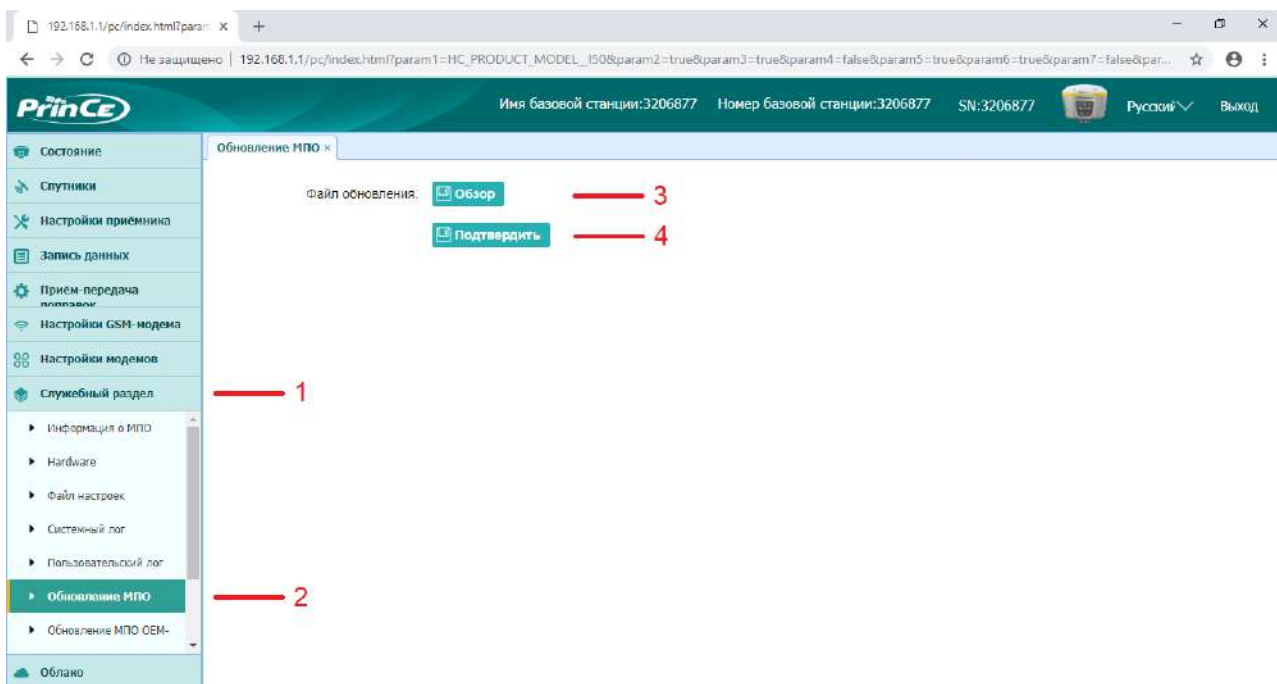 192.168.1.1/pc/index.html?param
Не защищено | 192.168.1.1/pc/index.html?param1=HC_PRODUCT_MODEL__I50&param2=true&param3=true&param4=false&param5=true&param6=true&param7=false&par...
PrinCe
Имя базовой станции:3206877 Номер базовой станции:3206877 SN:3206877 Русский Выход
Состояние
Обновление МПО ×
Спутники
Файл обновления: Обзор 3
Настройки приёмника
Подтвердить 4
Запись данных
Прием-передача
поправок
Настройки GSM-модема
Настройки модемов
Служебный раздел 1
Информация о МПО
Hardware
Файл настроек
Системный лог
Пользовательский лог
Обновление МПО 2
Обновление МПО OEM-
Облако